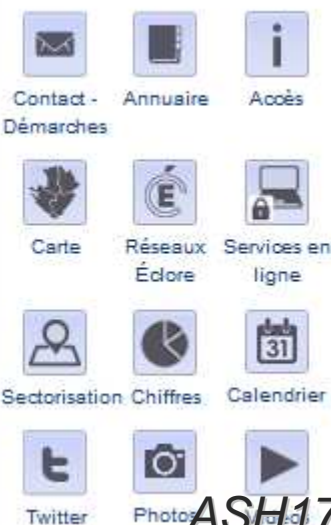 Contact - Démarches
Annuaire
Accès
Carte
É
Réseaux Éclore
Services en ligne
31
Sectorisation
Chiffres
Calendrier
Twitter
Photos
ASH17